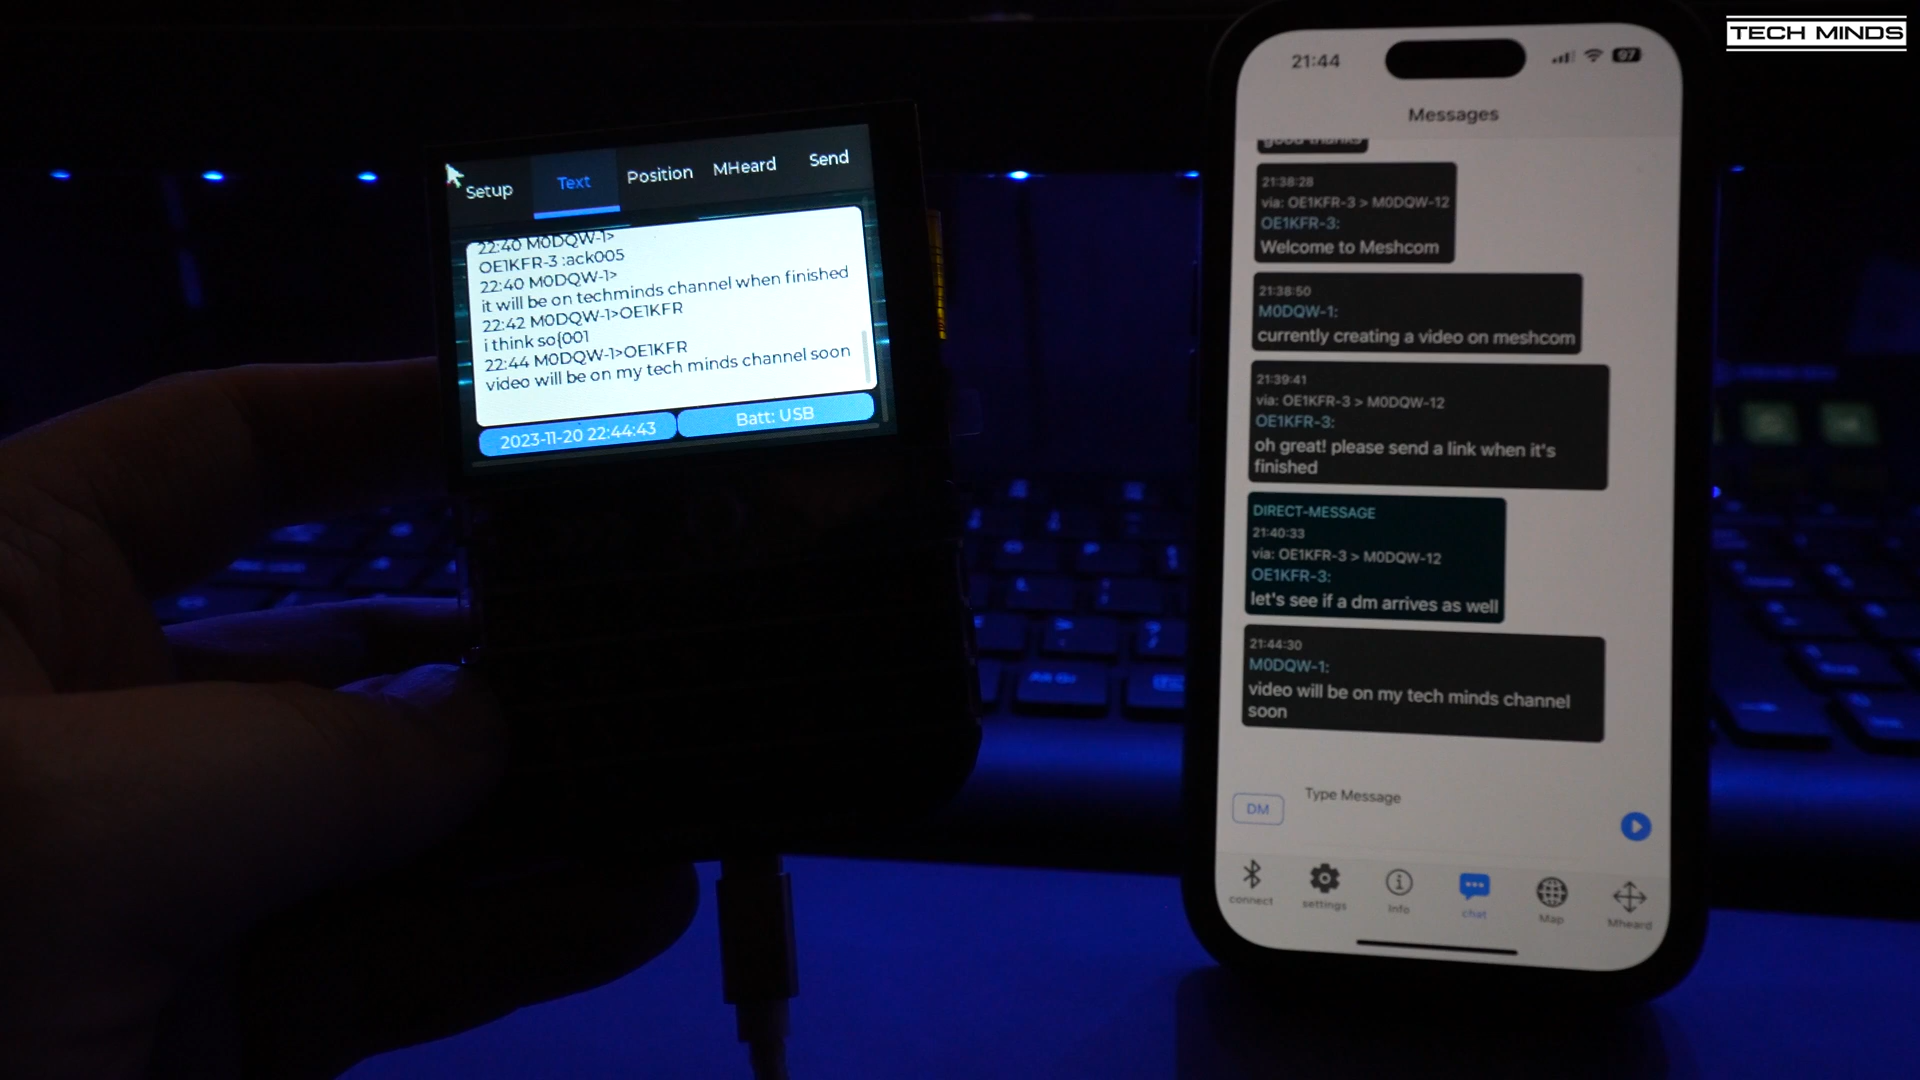 TECH MINDS
Setup
Text
Position
MHeard
Send
22:40 M0DQW-1>
OE1KFR-3 :ack005
22:40 M0DQW-1>
it will be on techminds channel when finished
22:42 M0DQW-1>OE1KFR
i think so{001
22:44 M0DQW-1>OE1KFR
video will be on my tech minds channel soon
2023-11-20 22:44:43
Batt: USB
21:44
97
Messages
good thanks
21:38:28
via: OE1KFR-3 > M0DQW-12
OE1KFR-3:
Welcome to Meshcom
21:38:50
M0DQW-1:
currently creating a video on meshcom
21:39:41
via: OE1KFR-3 > M0DQW-12
OE1KFR-3:
oh great! please send a link when it's
finished
DIRECT-MESSAGE
21:40:33
via: OE1KFR-3 > M0DQW-12
OE1KFR-3:
let's see if a dm arrives as well
21:44:30
M0DQW-1:
video will be on my tech minds channel
soon
DM
Type Message
connect
settings
Info
chat
Map
Mheard